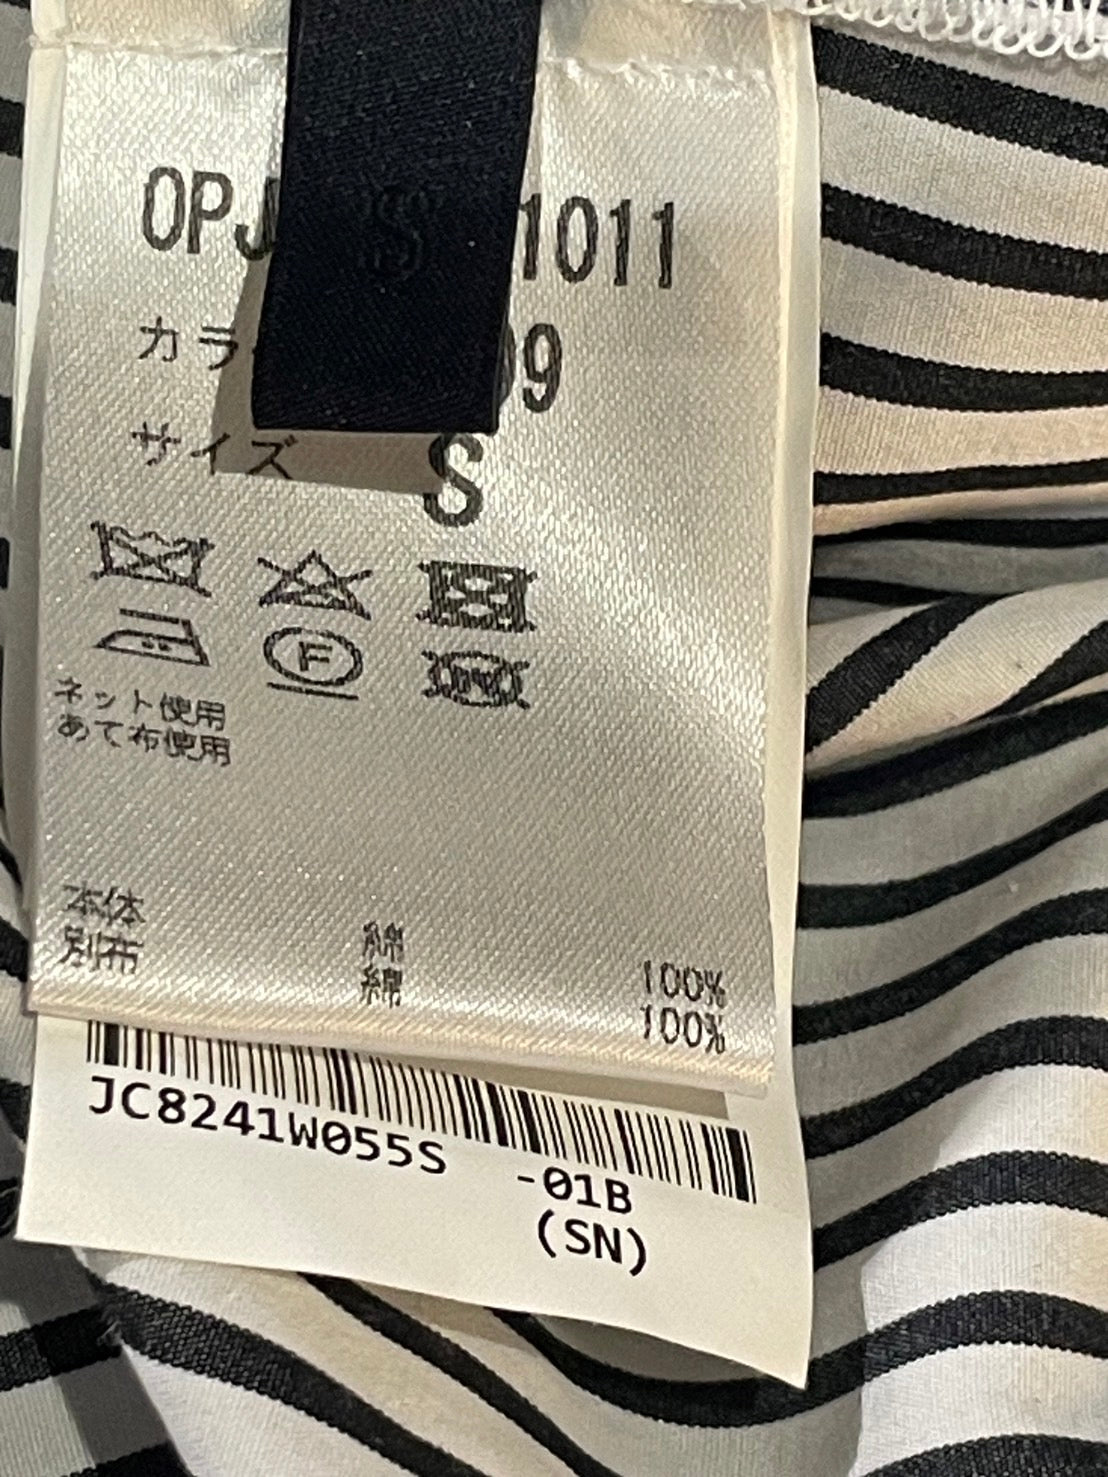 OPJ 1011
カラ 09
サイズ S
S
F
ネット使用
あて布使用
本体 綿 100%
別布 綿 100%
JC8241W055S -01B
(SN)